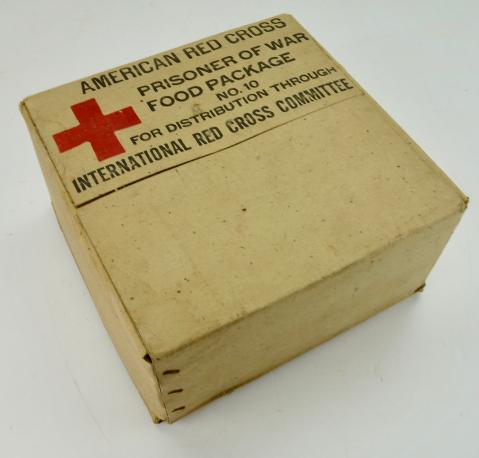 AMERICAN RED CROSS
PRISONER OF WAR
FOOD PACKAGE
NO. 10
FOR DISTRIBUTION THROUGH
INTERNATIONAL RED CROSS COMMITTEE